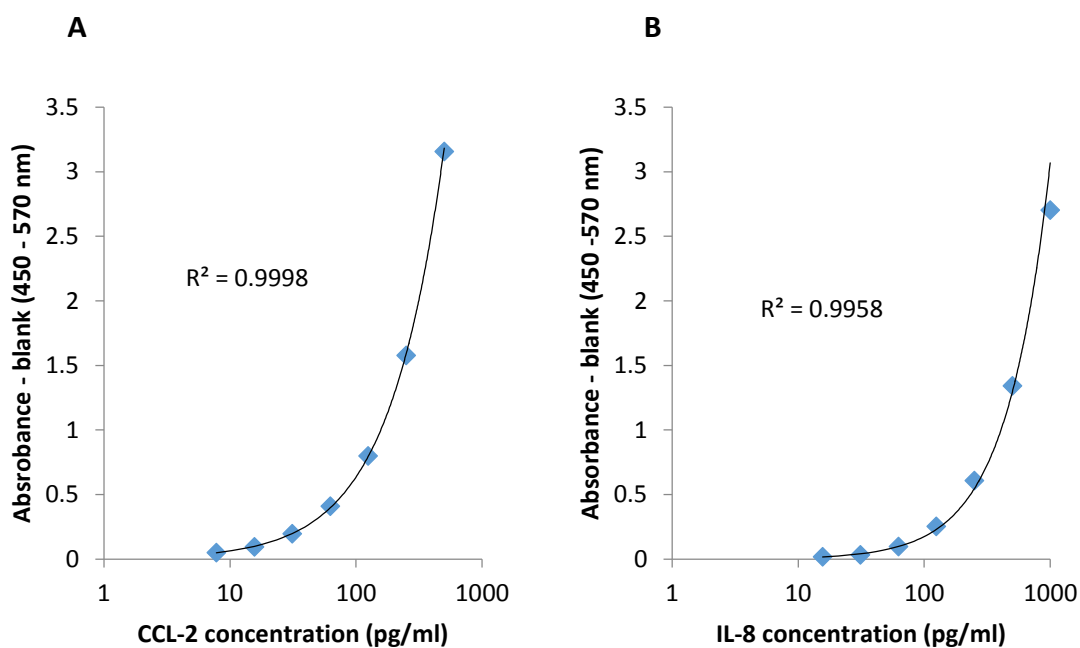 A
Absrobance - blank (450 - 570 nm)
3.5
3
2.5
2
1.5
1
0.5
0
R² = 0.9998
1 10 100 1000
CCL-2 concentration (pg/ml)
B
Absorbance - blank (450 -570 nm)
3.5
3
2.5
2
1.5
1
0.5
0
R² = 0.9958
1 10 100 1000
IL-8 concentration (pg/ml)